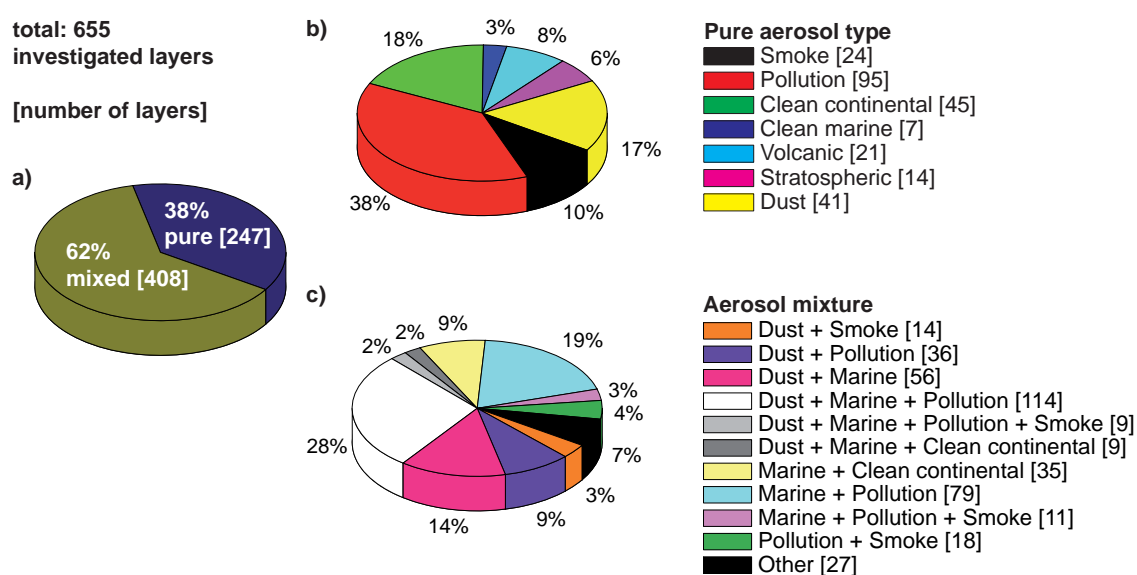 total: 655
investigated layers
[number of layers]
a)
38%
pure [247]
62%
mixed [408]
b)
18%
3%
8%
6%
17%
10%
38%
Pure aerosol type
Smoke [24]
Pollution [95]
Clean continental [45]
Clean marine [7]
Volcanic [21]
Stratospheric [14]
Dust [41]
c)
2%
2%
9%
19%
3%
4%
7%
3%
9%
14%
28%
Aerosol mixture
Dust + Smoke [14]
Dust + Pollution [36]
Dust + Marine [56]
Dust + Marine + Pollution [114]
Dust + Marine + Pollution + Smoke [9]
Dust + Marine + Clean continental [9]
Marine + Clean continental [35]
Marine + Pollution [79]
Marine + Pollution + Smoke [11]
Pollution + Smoke [18]
Other [27]